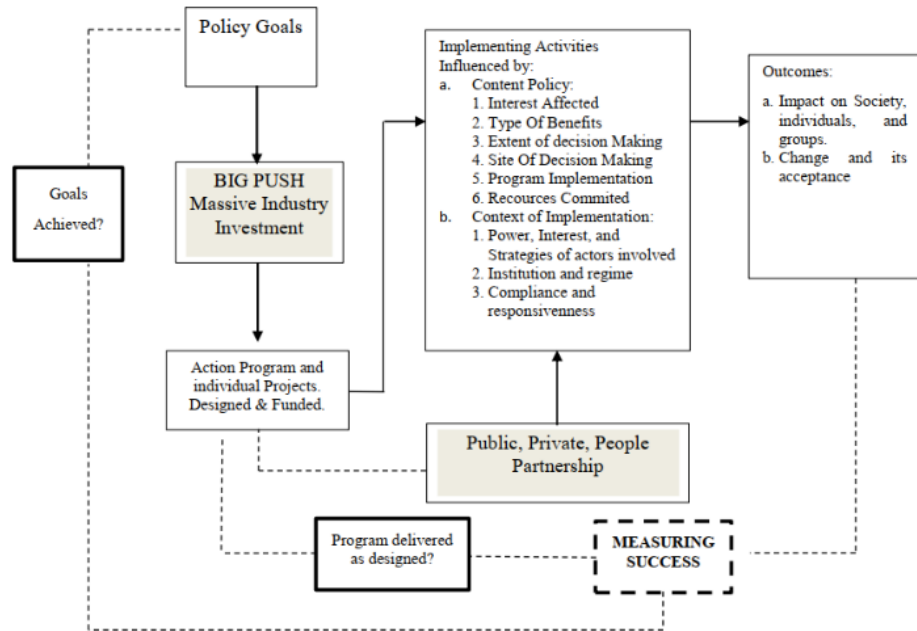 Policy Goals
BIG PUSH
Massive Industry
Investment
Goals
Achieved?
Action Program and
individual Projects.
Designed & Funded.
Implementing Activities
Influenced by:
a. Content Policy:
1. Interest Affected
2. Type Of Benefits
3. Extent of decision Making
4. Site Of Decision Making
5. Program Implementation
6. Recources Commited
b. Context of Implementation:
1. Power, Interest, and
Strategies of actors involved
2. Institution and regime
3. Compliance and
responsivenness
Outcomes:
a. Impact on Society,
individuals, and
groups.
b. Change and its
acceptance
Public, Private, People
Partnership
Program delivered
as designed?
MEASURING
SUCCESS